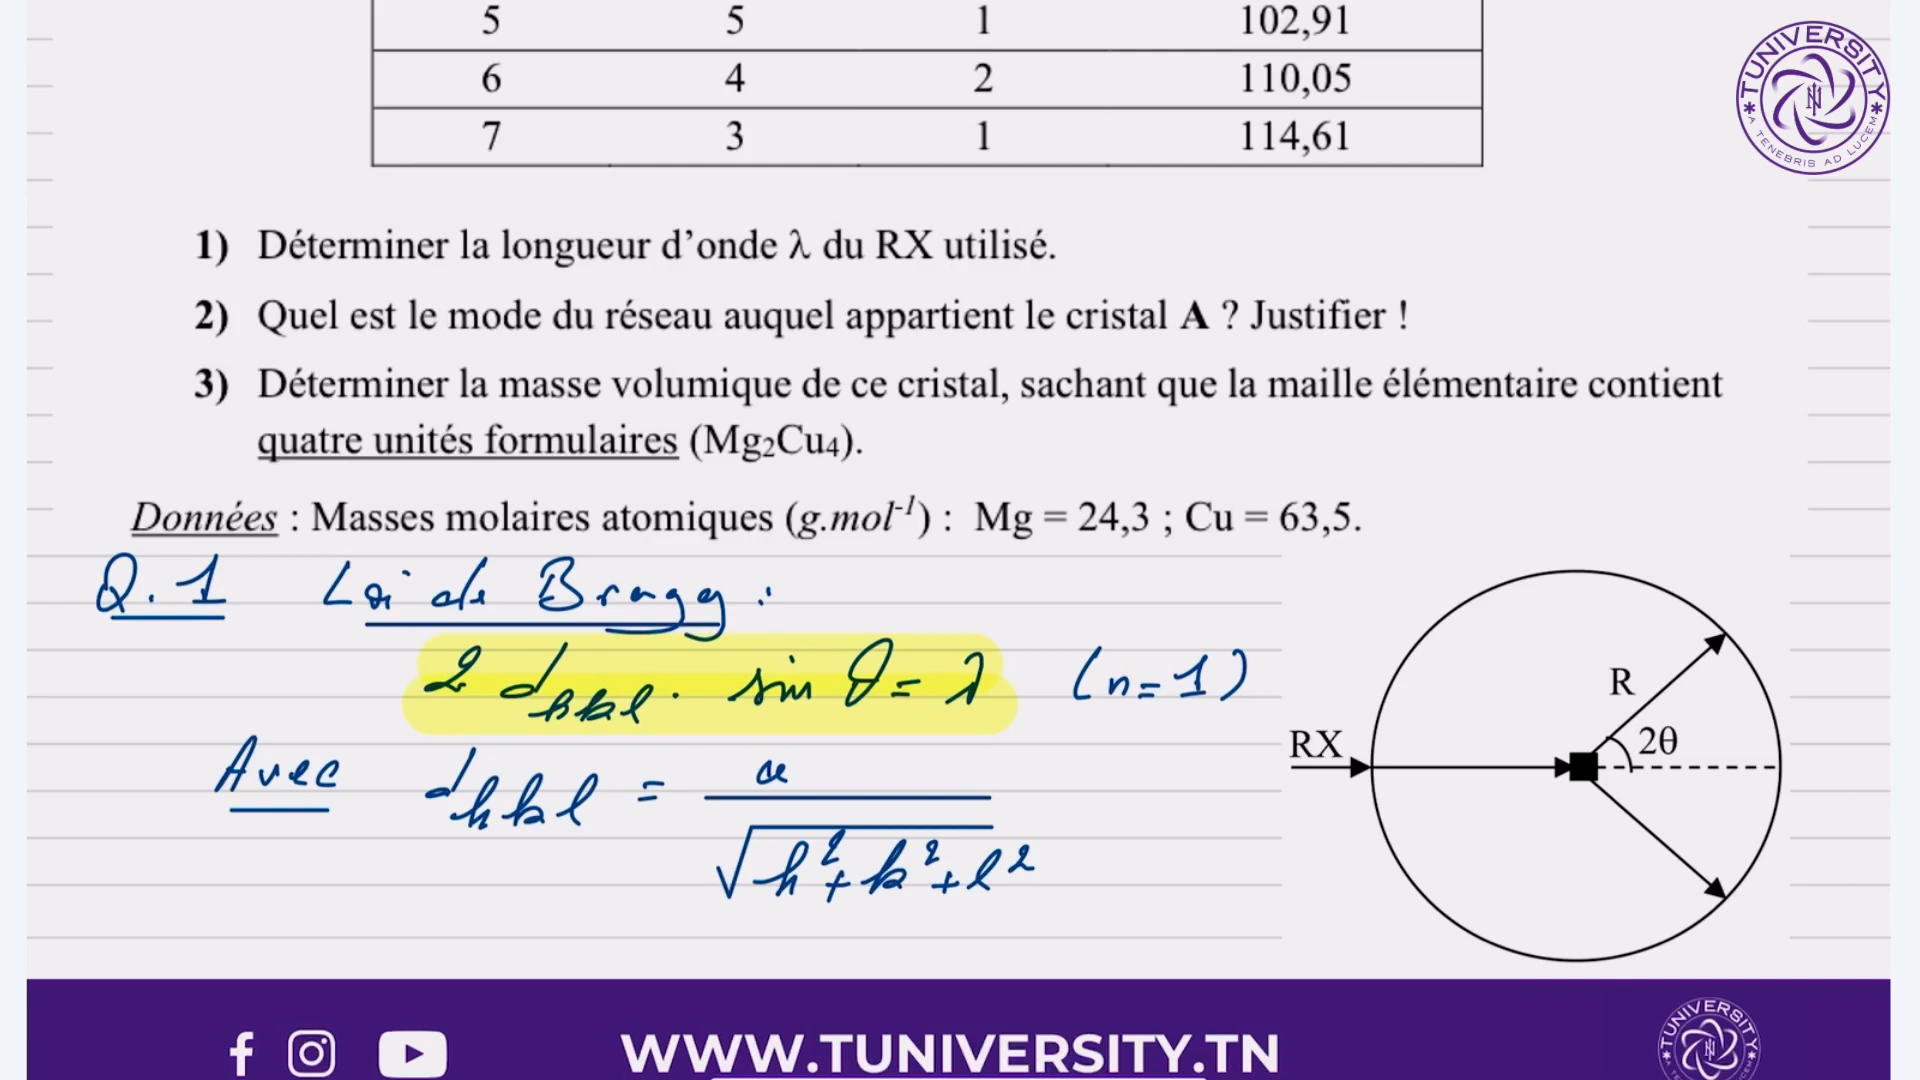 5 5 1 102,91
6 4 2 110,05
7 3 1 114,61
TUNIVERSITY
A TENEBRIS AD LUCEM
1) Déterminer la longueur d’onde λ du RX utilisé.
2) Quel est le mode du réseau auquel appartient le cristal A ? Justifier !
3) Déterminer la masse volumique de ce cristal, sachant que la maille élémentaire contient
quatre unités formulaires (Mg₂Cu₄).
Données : Masses molaires atomiques (g.mol⁻¹) : Mg = 24,3 ; Cu = 63,5.
Q.1 Loi de Bragg :
2 d_hkl . sin θ = λ (n=1)
Avec d_hkl = a / √h²+k²+l²
R
2θ
RX
WWW.TUNIVERSITY.TN
TUNIVERSITY